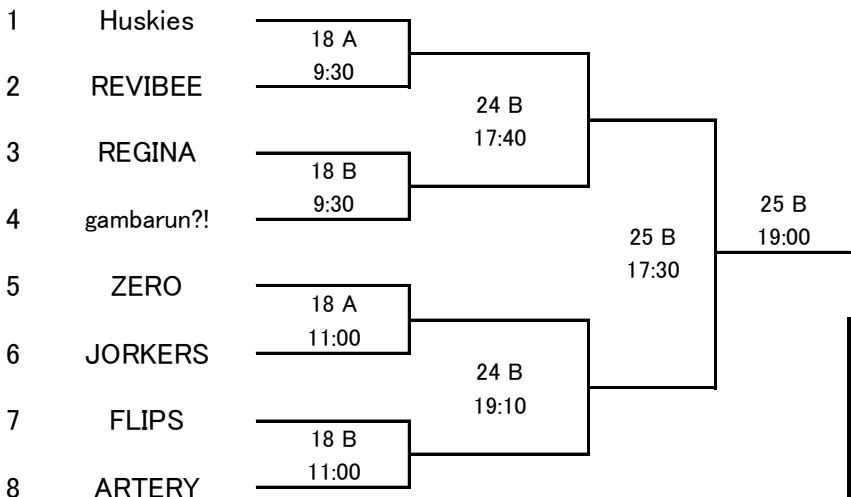 1 Huskies
18 A
9:30
2 REVIBEE
24 B
17:40
3 REGINA
18 B
9:30
4 gambarun?!
25 B
19:00
25 B
17:30
5 ZERO
18 A
11:00
6 JORKERS
24 B
19:10
7 FLIPS
18 B
11:00
8 ARTERY